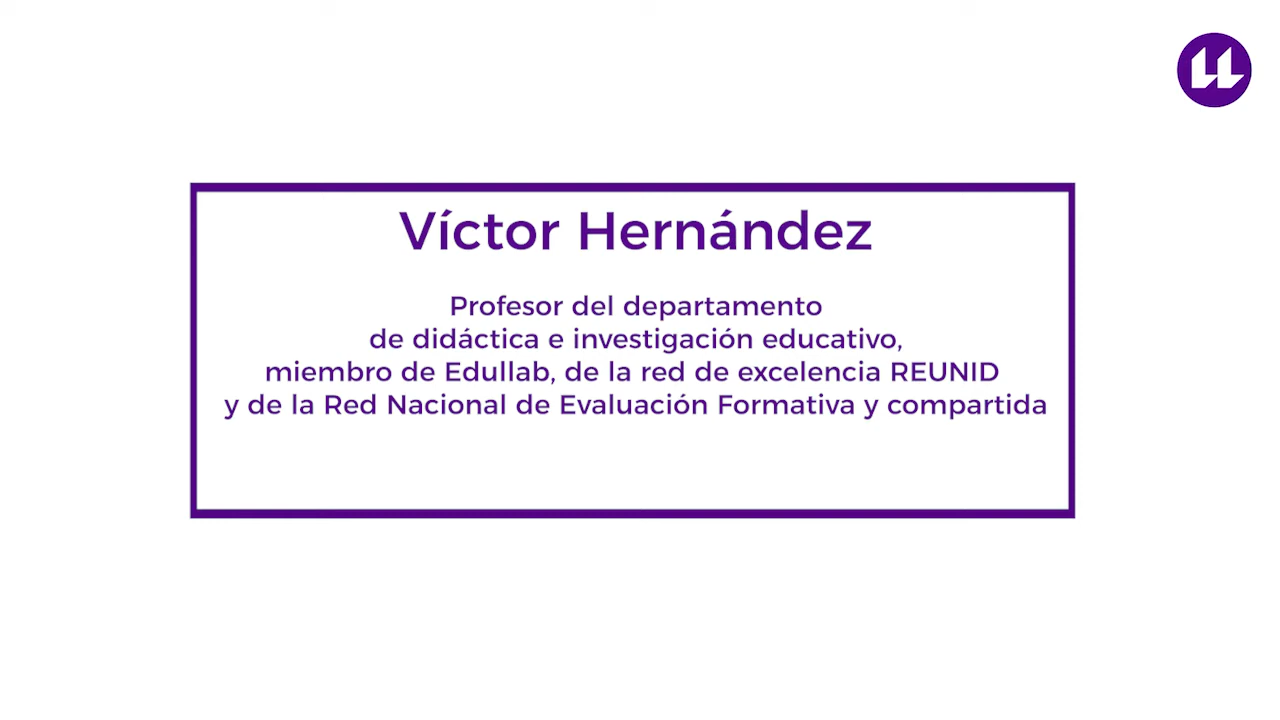 Víctor Hernández
Profesor del departamento
de didáctica e investigación educativo,
miembro de Edullab, de la red de excelencia REUNID
y de la Red Nacional de Evaluación Formativa y compartida